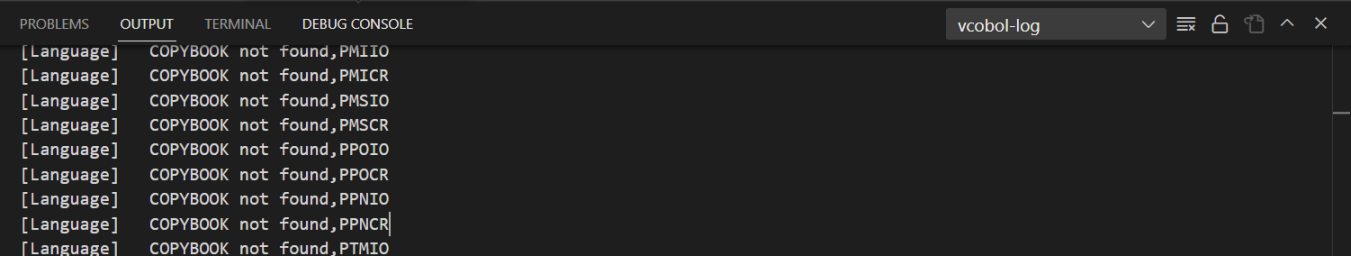 PROBLEMS OUTPUT TERMINAL DEBUG CONSOLE vcobol-log
[Language] COPYBOOK not found,PMIIO
[Language] COPYBOOK not found,PMICR
[Language] COPYBOOK not found,PMSIO
[Language] COPYBOOK not found,PMSCR
[Language] COPYBOOK not found,PPOIO
[Language] COPYBOOK not found,PPOCR
[Language] COPYBOOK not found,PPNIO
[Language] COPYBOOK not found,PPNCR
[Language] COPYBOOK not found,PTMIO